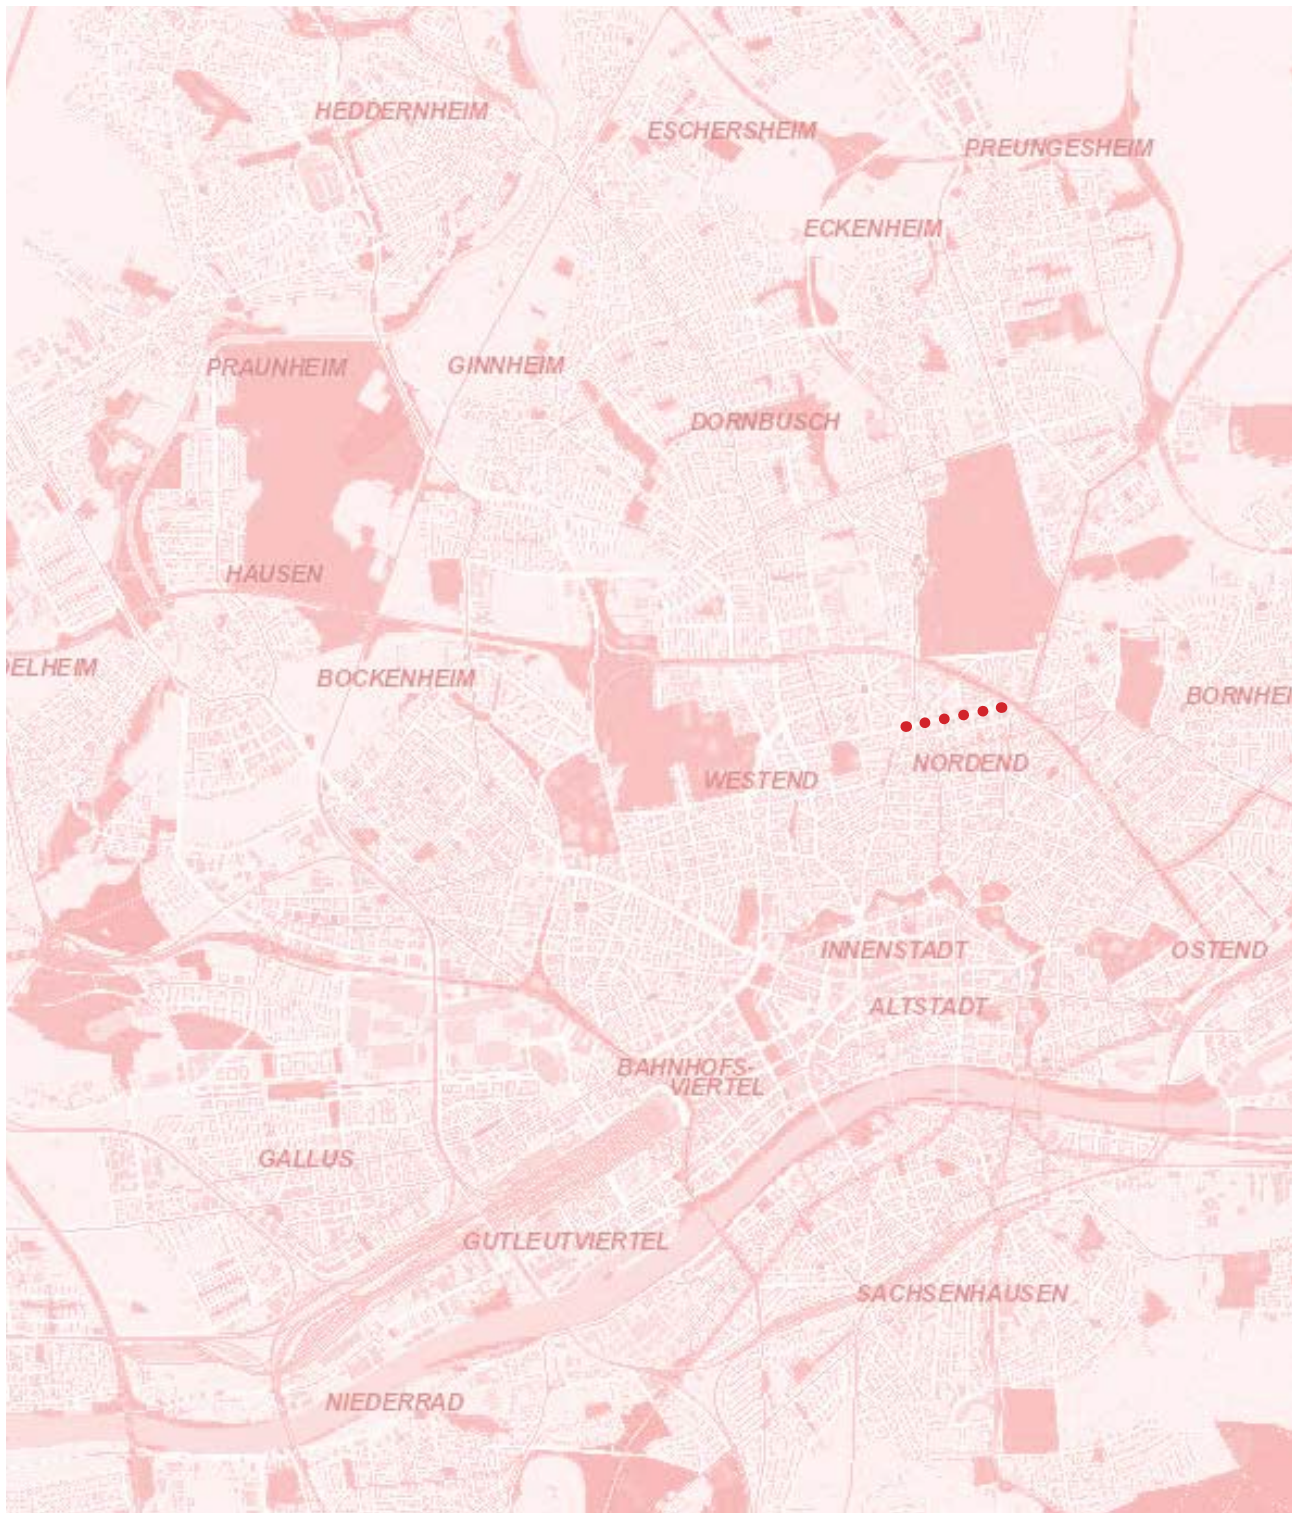 HEDDERNHEIM
ESCHERSHEIM
PREUNGESHEIM
ECKENHEIM
PRAUNHEIM
GINNHEIM
DORNBUSCH
HAUSEN
DELHEIM
BOCKENHEIM
BORNHEI
NORDEND
WESTEND
INNENSTADT
OSTEND
ALTSTADT
BAHNHOFS-
VIERTEL
GALLUS
GUTLEUTVIERTEL
SACHSENHAUSEN
NIEDERRAD